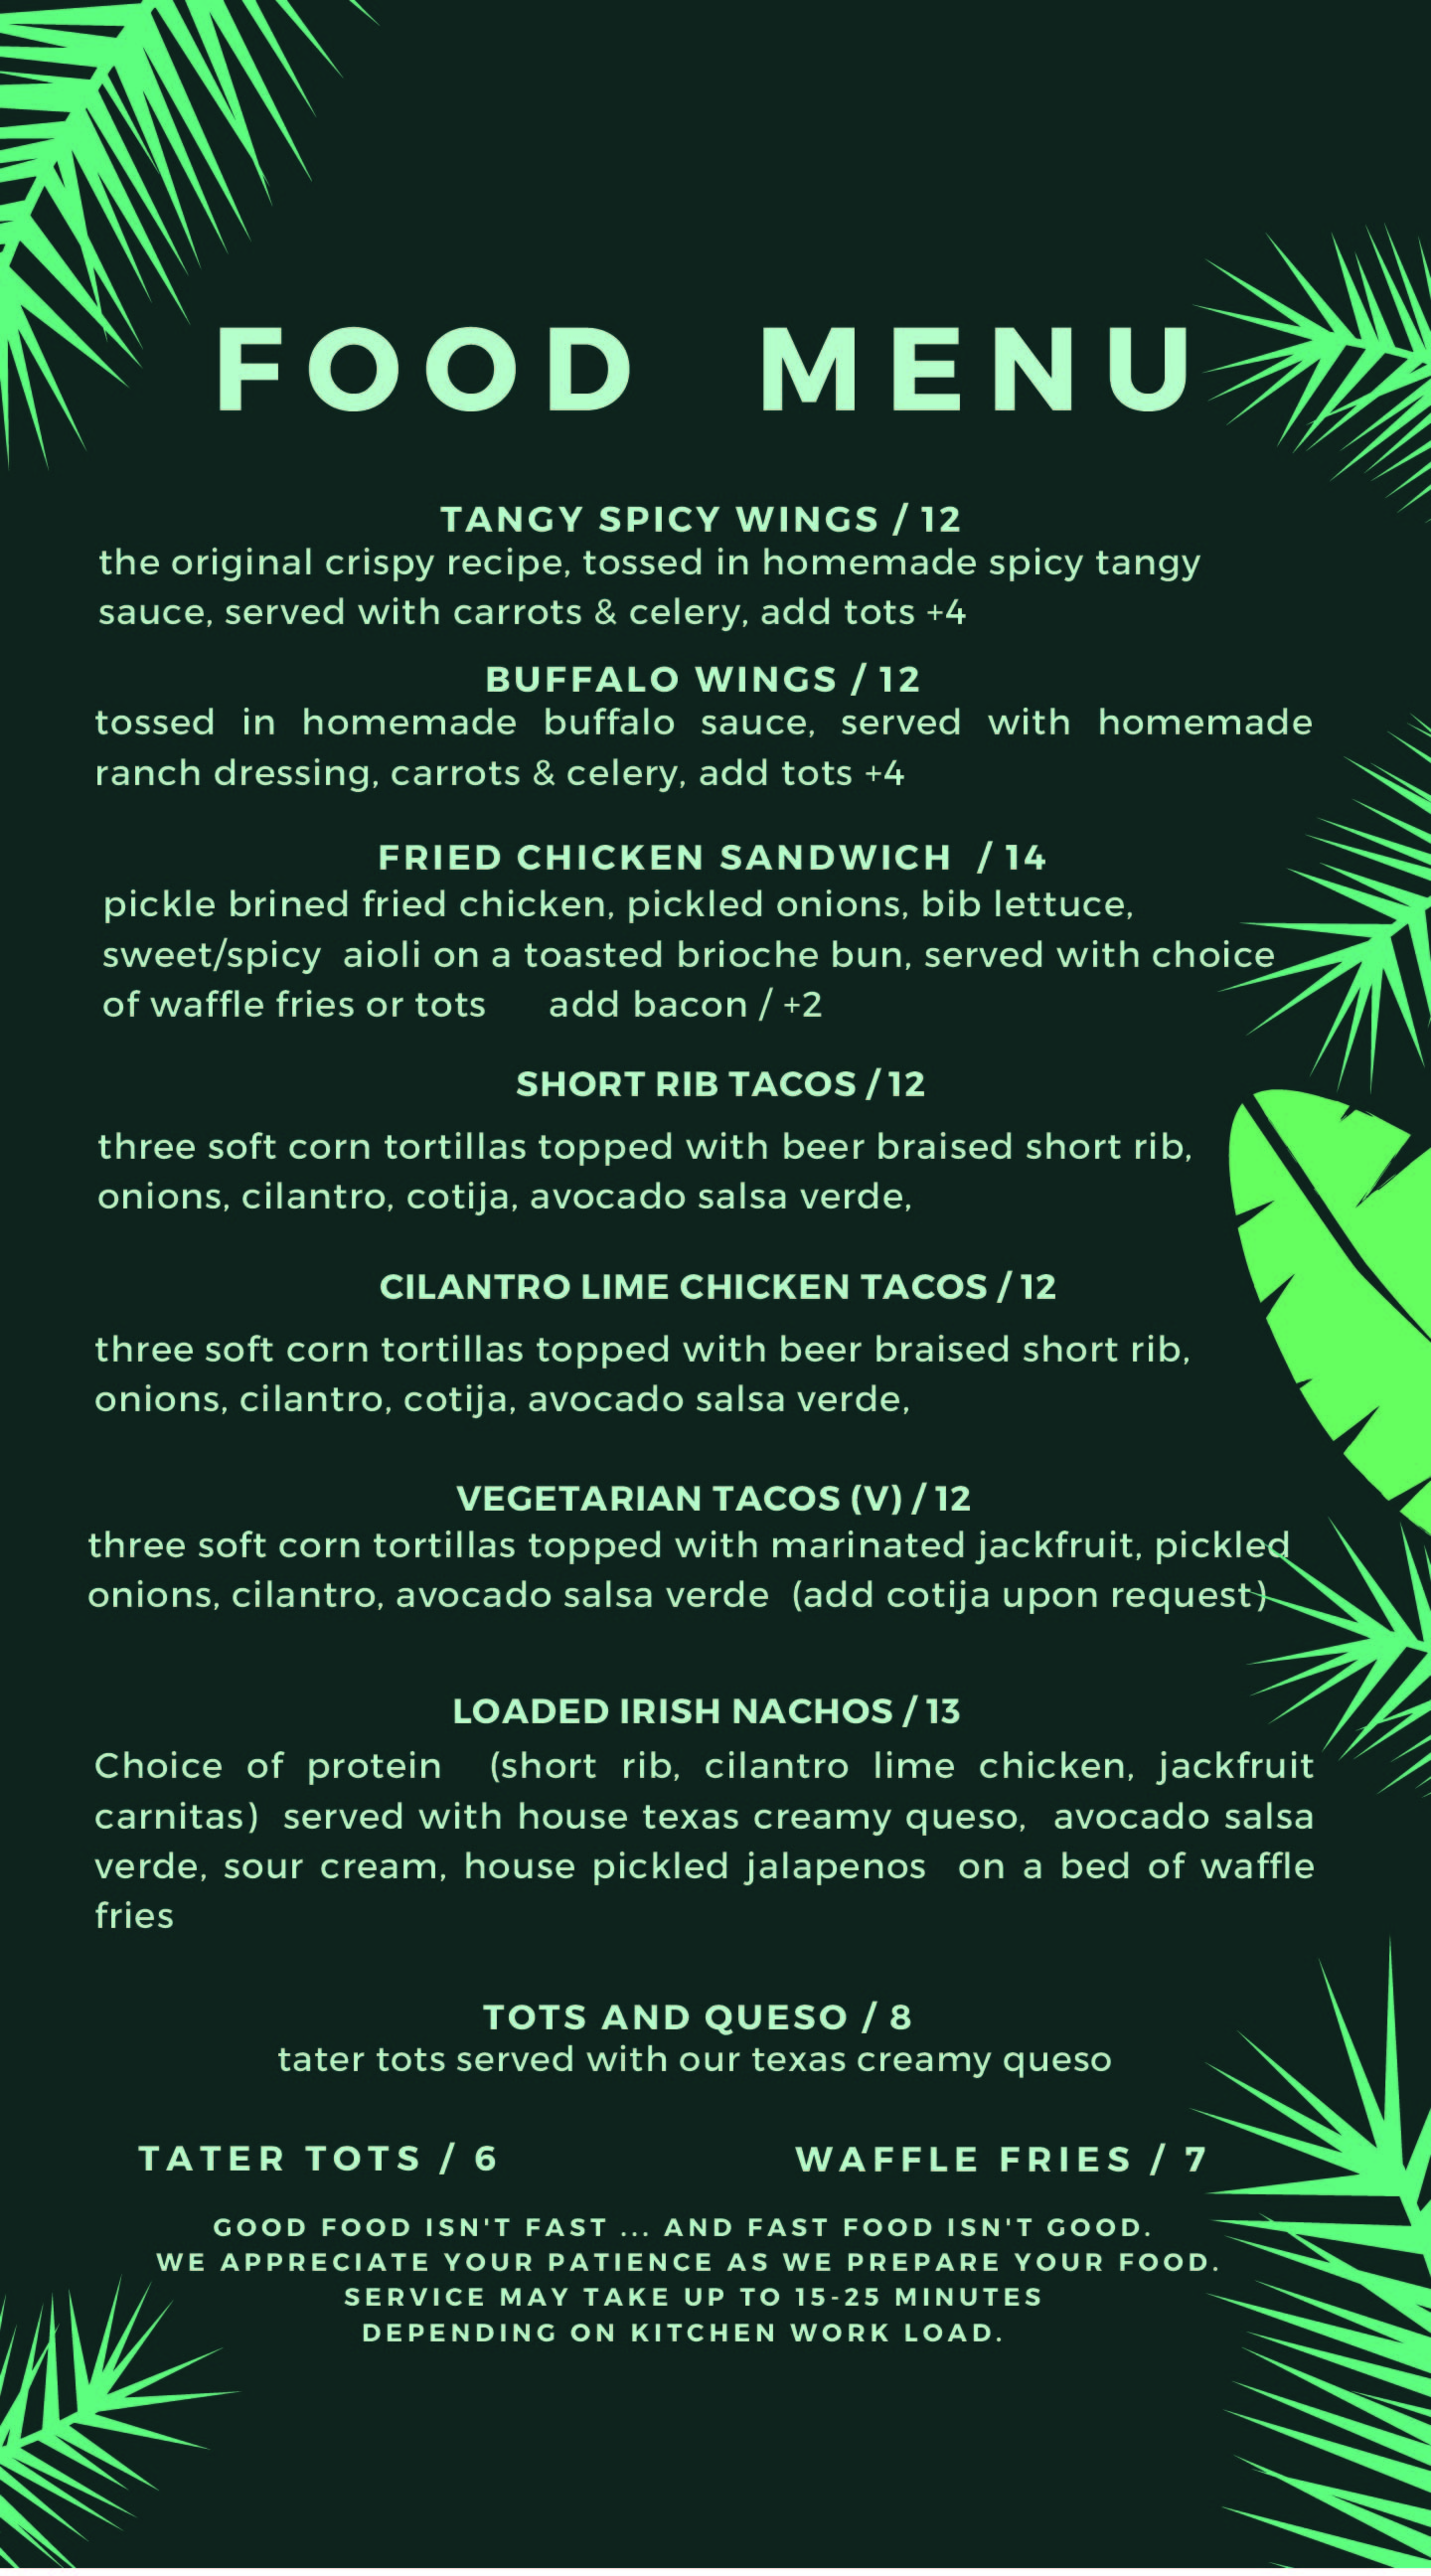 FOOD MENU
TANGY SPICY WINGS / 12
the original crispy recipe, tossed in homemade spicy tangy
sauce, served with carrots & celery, add tots +4
BUFFALO WINGS / 12
tossed in homemade buffalo sauce, served with homemade
ranch dressing, carrots & celery, add tots +4
FRIED CHICKEN SANDWICH / 14
pickle brined fried chicken, pickled onions, bib lettuce,
sweet/spicy aioli on a toasted brioche bun, served with choice
of waffle fries or tots add bacon / +2
SHORT RIB TACOS / 12
three soft corn tortillas topped with beer braised short rib,
onions, cilantro, cotija, avocado salsa verde,
CILANTRO LIME CHICKEN TACOS / 12
three soft corn tortillas topped with beer braised short rib,
onions, cilantro, cotija, avocado salsa verde,
VEGETARIAN TACOS (V) / 12
three soft corn tortillas topped with marinated jackfruit, pickled
onions, cilantro, avocado salsa verde (add cotija upon request)
LOADED IRISH NACHOS / 13
Choice of protein (short rib, cilantro lime chicken, jackfruit
carnitas) served with house texas creamy queso, avocado salsa
verde, sour cream, house pickled jalapenos on a bed of waffle
fries
TOTS AND QUESO / 8
tater tots served with our texas creamy queso
TATER TOTS / 6
WAFFLE FRIES / 7
GOOD FOOD ISN'T FAST ... AND FAST FOOD ISN'T GOOD.
WE APPRECIATE YOUR PATIENCE AS WE PREPARE YOUR FOOD.
SERVICE MAY TAKE UP TO 15-25 MINUTES
DEPENDING ON KITCHEN WORK LOAD.